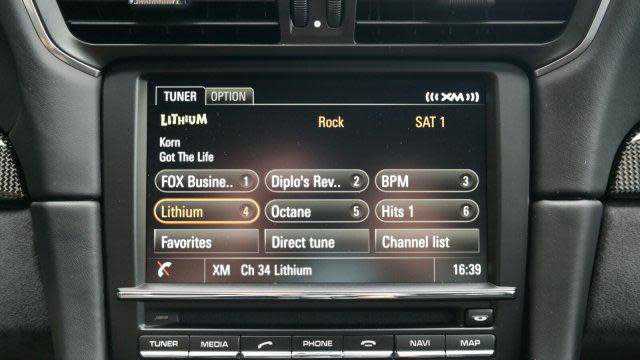 TUNER OPTION ((( XM )))
LITHIUM Rock SAT 1
Korn
Got The Life
FOX Busine.. 1 Diplo's Rev.. 2 BPM 3
Lithium 4 Octane 5 Hits 1 6
Favorites Direct tune Channel list
XM Ch 34 Lithium 16:39
TUNER MEDIA PHONE NAVI MAP